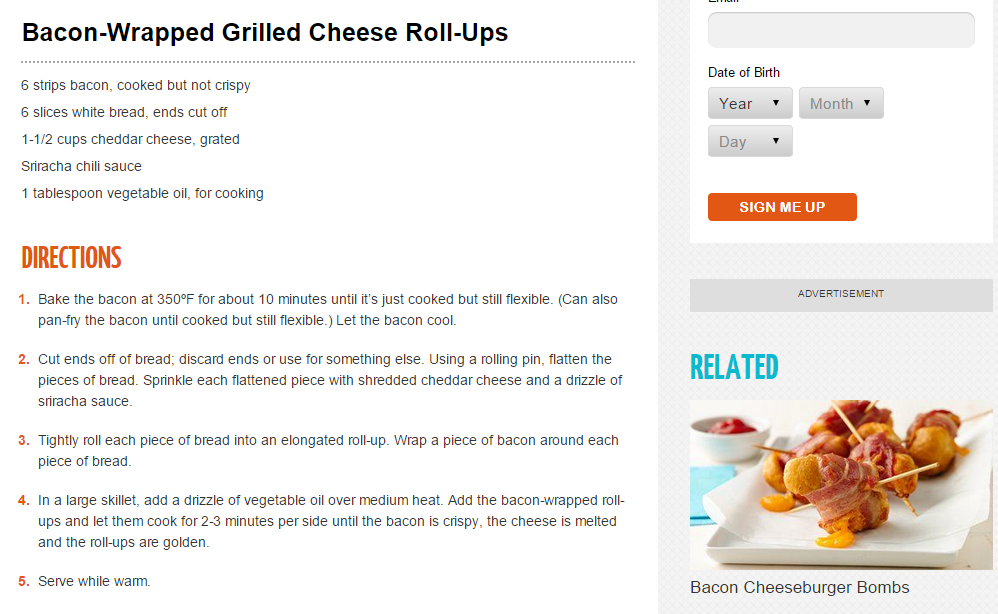 Bacon-Wrapped Grilled Cheese Roll-Ups
6 strips bacon, cooked but not crispy
6 slices white bread, ends cut off
1-1/2 cups cheddar cheese, grated
Sriracha chili sauce
1 tablespoon vegetable oil, for cooking
DIRECTIONS
1. Bake the bacon at 350ºF for about 10 minutes until it’s just cooked but still flexible. (Can also
pan-fry the bacon until cooked but still flexible.) Let the bacon cool.
2. Cut ends off of bread; discard ends or use for something else. Using a rolling pin, flatten the
pieces of bread. Sprinkle each flattened piece with shredded cheddar cheese and a drizzle of
sriracha sauce.
3. Tightly roll each piece of bread into an elongated roll-up. Wrap a piece of bacon around each
piece of bread.
4. In a large skillet, add a drizzle of vegetable oil over medium heat. Add the bacon-wrapped roll-
ups and let them cook for 2-3 minutes per side until the bacon is crispy, the cheese is melted
and the roll-ups are golden.
5. Serve while warm.
Email
Date of Birth
Year Month
Day
SIGN ME UP
ADVERTISEMENT
RELATED
Bacon Cheeseburger Bombs